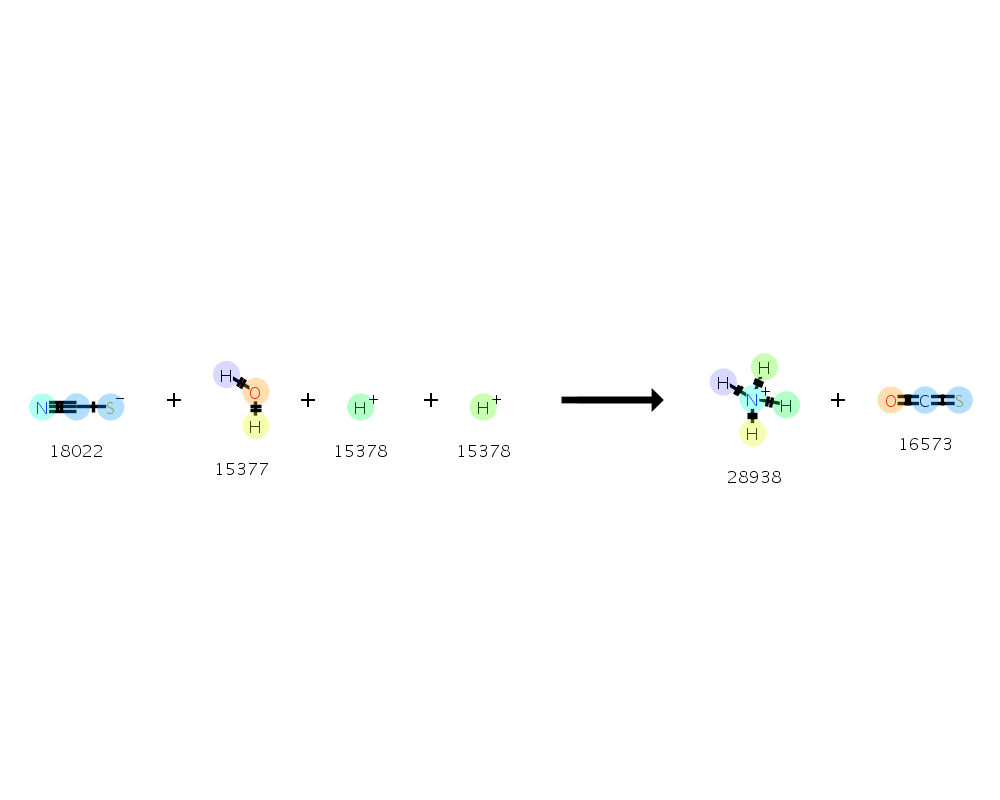 N S⁻ + H O H + H⁺ + H⁺ H H N⁺ H H + O C S
18022 15377 15378 15378 28938 16573